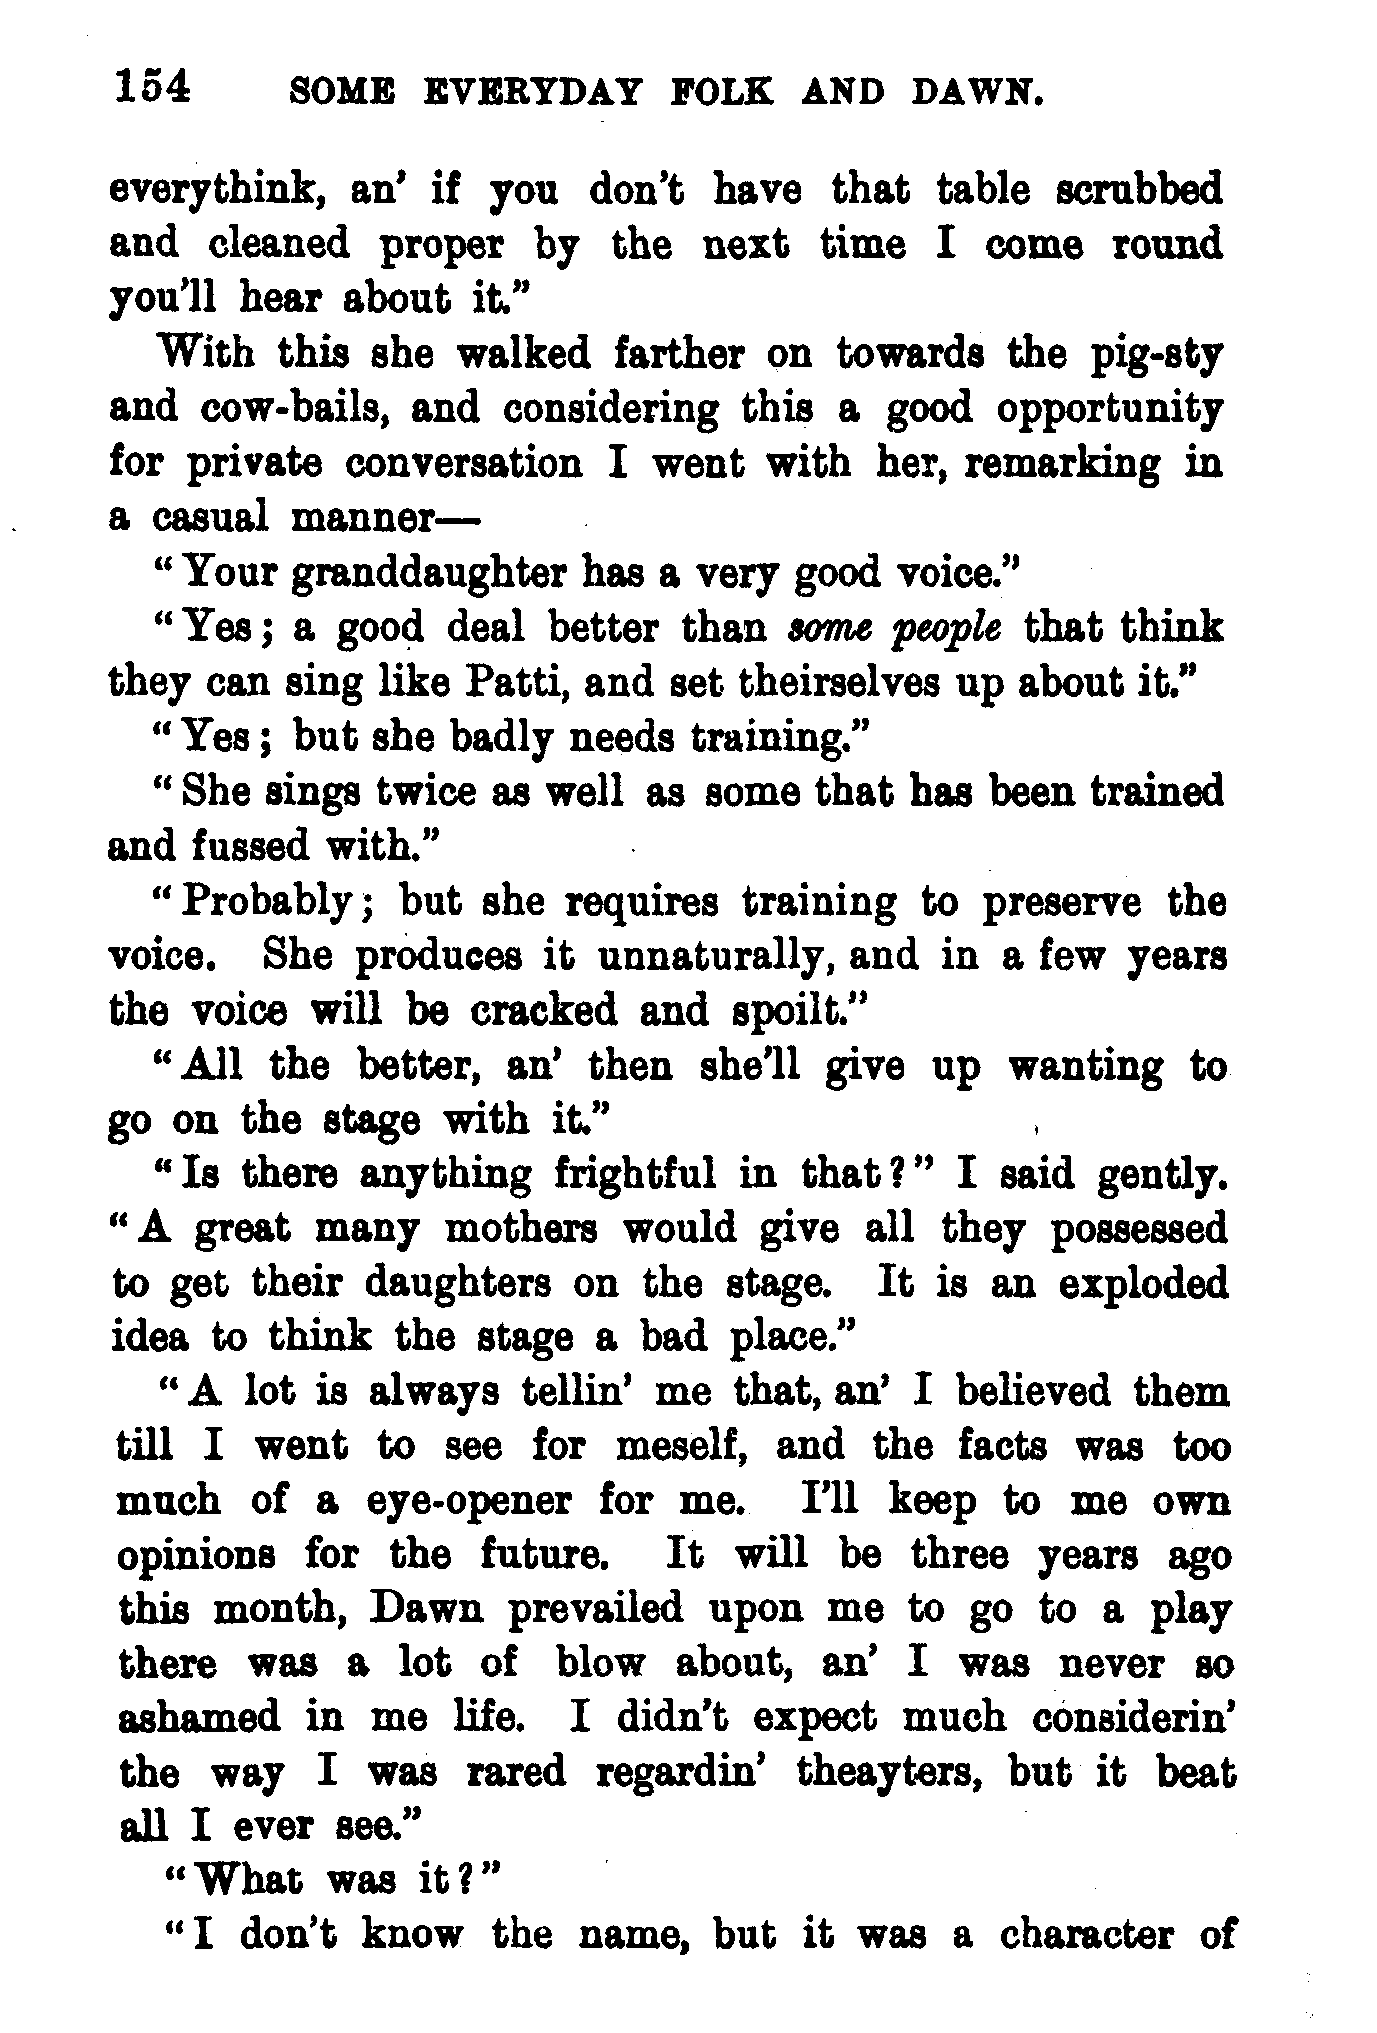 154 SOME EVERYDAY FOLK AND DAWN.
everythink, an' if you don't have that table scrubbed
and cleaned proper by the next time I come round
you'll hear about it."
With this she walked farther on towards the pig-sty
and cow-bails, and considering this a good opportunity
for private conversation I went with her, remarking in
a casual manner—
"Your granddaughter has a very good voice."
"Yes; a good deal better than some people that think
they can sing like Patti, and set theirselves up about it."
"Yes; but she badly needs training."
"She sings twice as well as some that has been trained
and fussed with."
"Probably; but she requires training to preserve the
voice. She produces it unnaturally, and in a few years
the voice will be cracked and spoilt."
"All the better, an' then she'll give up wanting to
go on the stage with it."
"Is there anything frightful in that?" I said gently.
"A great many mothers would give all they possessed
to get their daughters on the stage. It is an exploded
idea to think the stage a bad place."
"A lot is always tellin' me that, an' I believed them
till I went to see for meself, and the facts was too
much of a eye-opener for me. I'll keep to me own
opinions for the future. It will be three years ago
this month, Dawn prevailed upon me to go to a play
there was a lot of blow about, an' I was never so
ashamed in me life. I didn't expect much considerin'
the way I was rared regardin' theayters, but it beat
all I ever see."
"What was it?"
"I don't know the name, but it was a character of